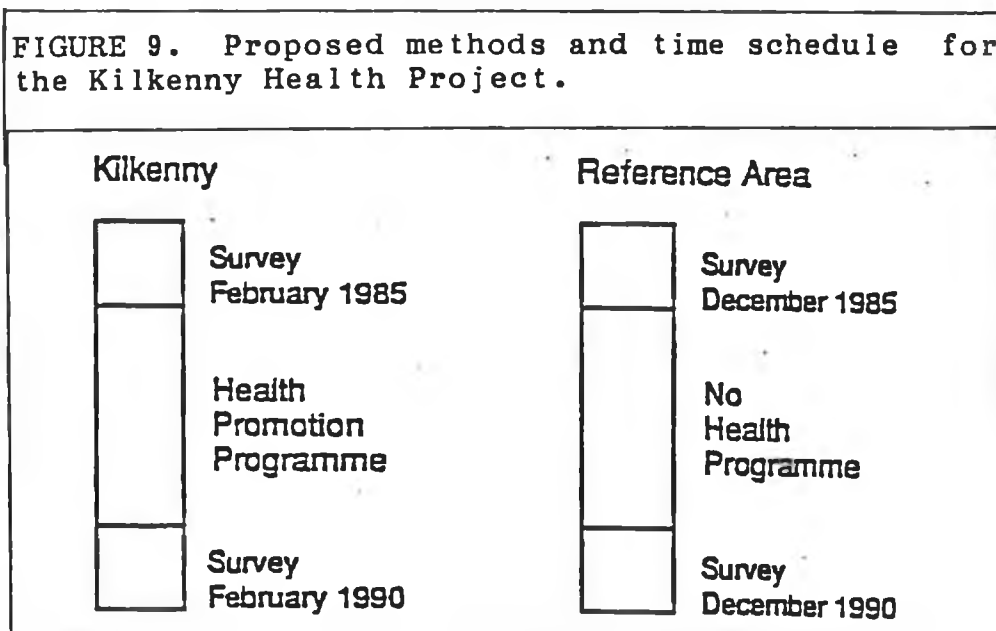 FIGURE 9. Proposed methods and time schedule for
the Kilkenny Health Project.
Kilkenny
Survey
February 1985
Health
Promotion
Programme
Survey
February 1990
Reference Area
Survey
December 1985
No
Health
Programme
Survey
December 1990